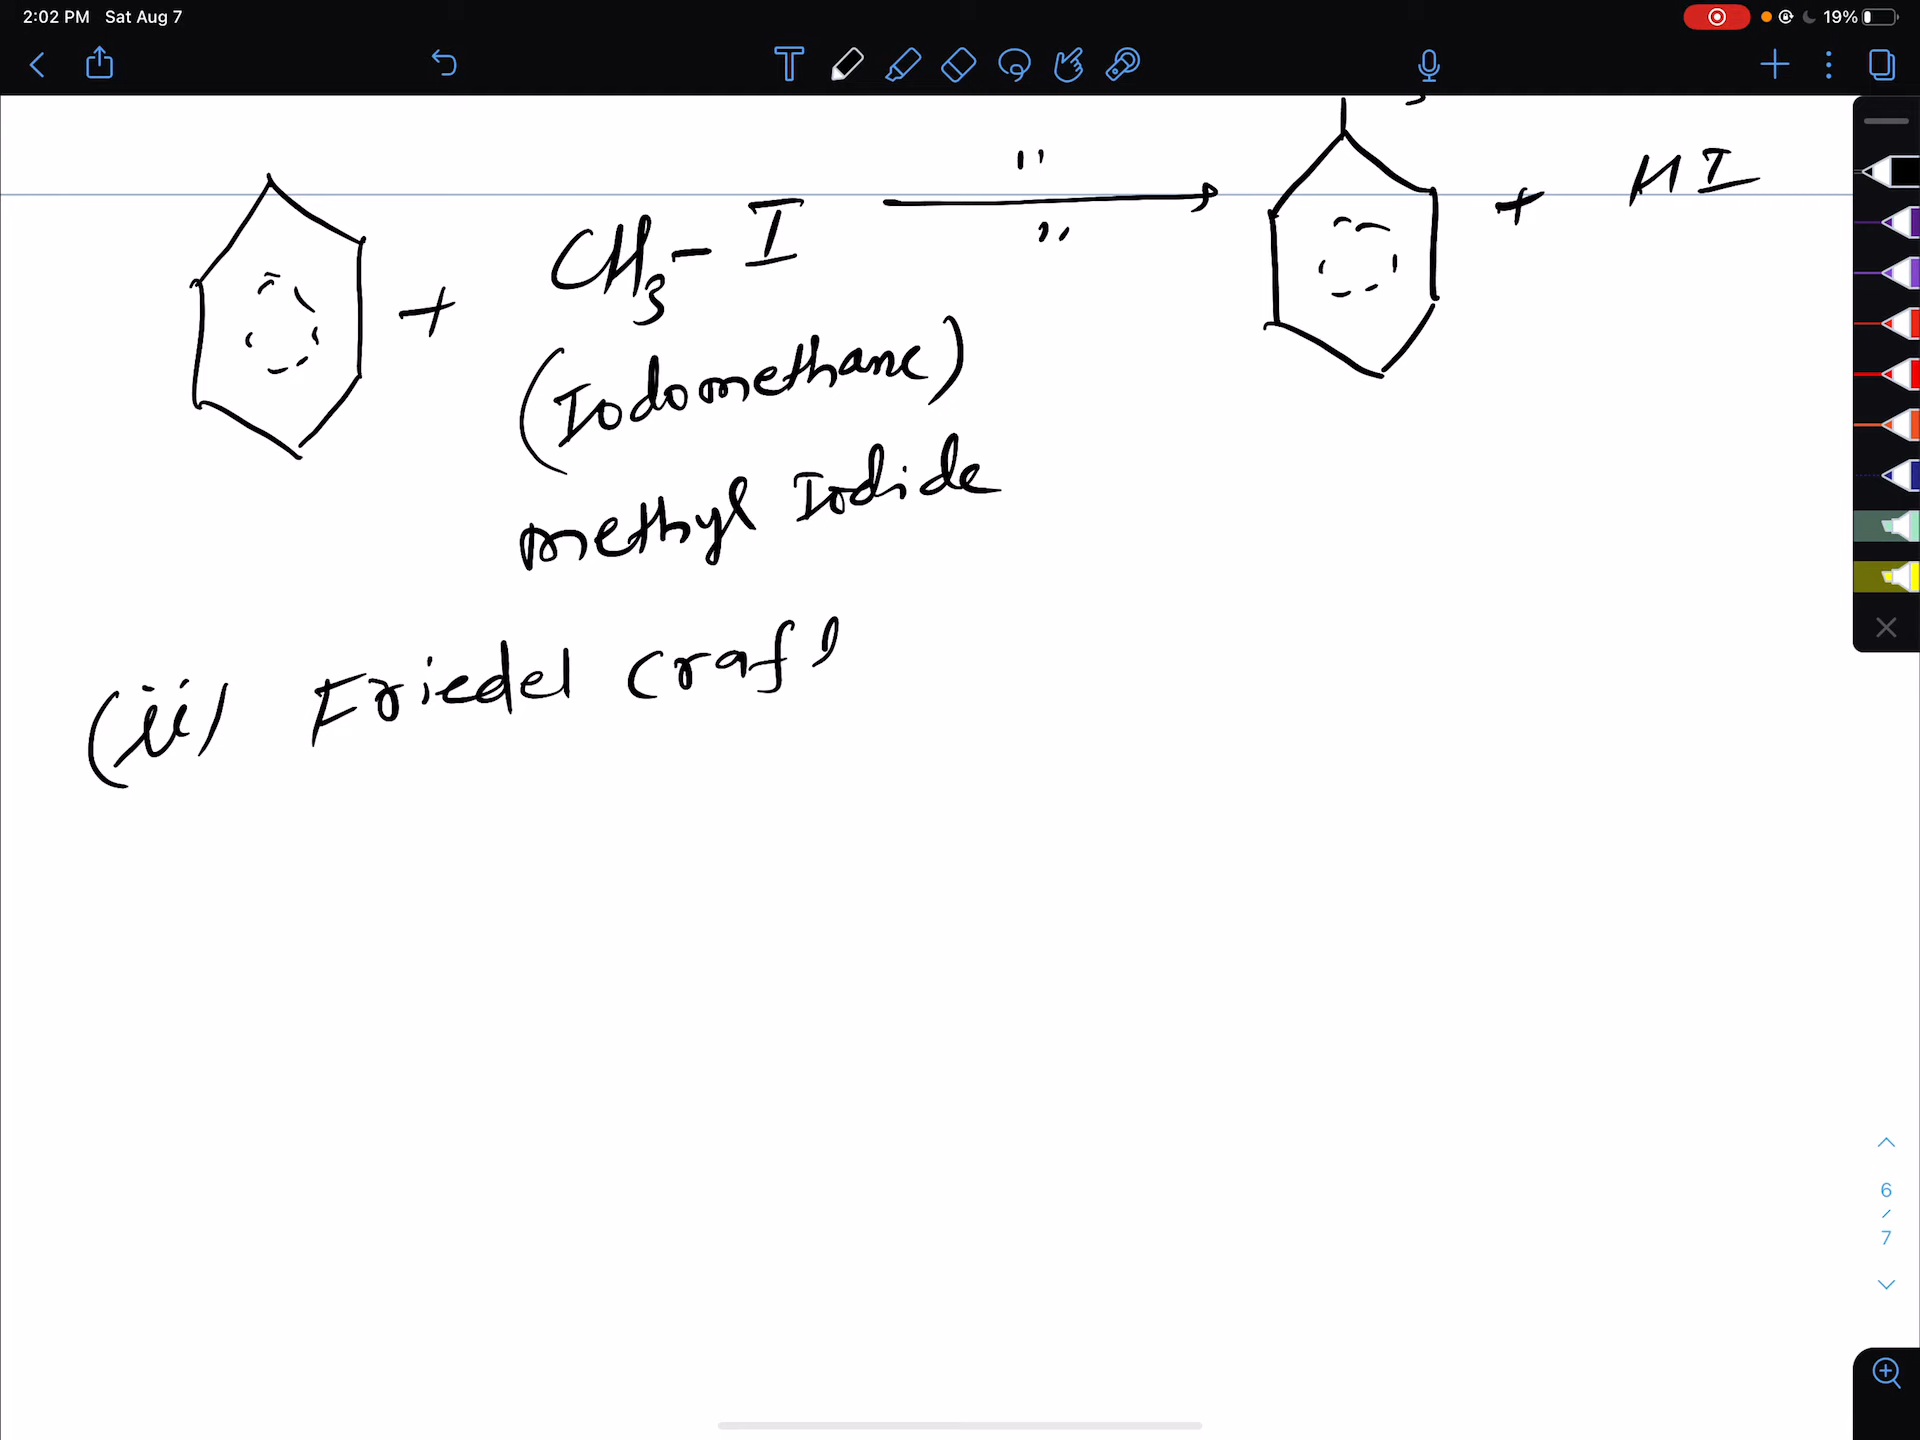 2:02 PM Sat Aug 7
19%
+ CH3 - I " " + HI
(Iodomethane)
methyl Iodide
(ii) Friedel craf
6
/
7